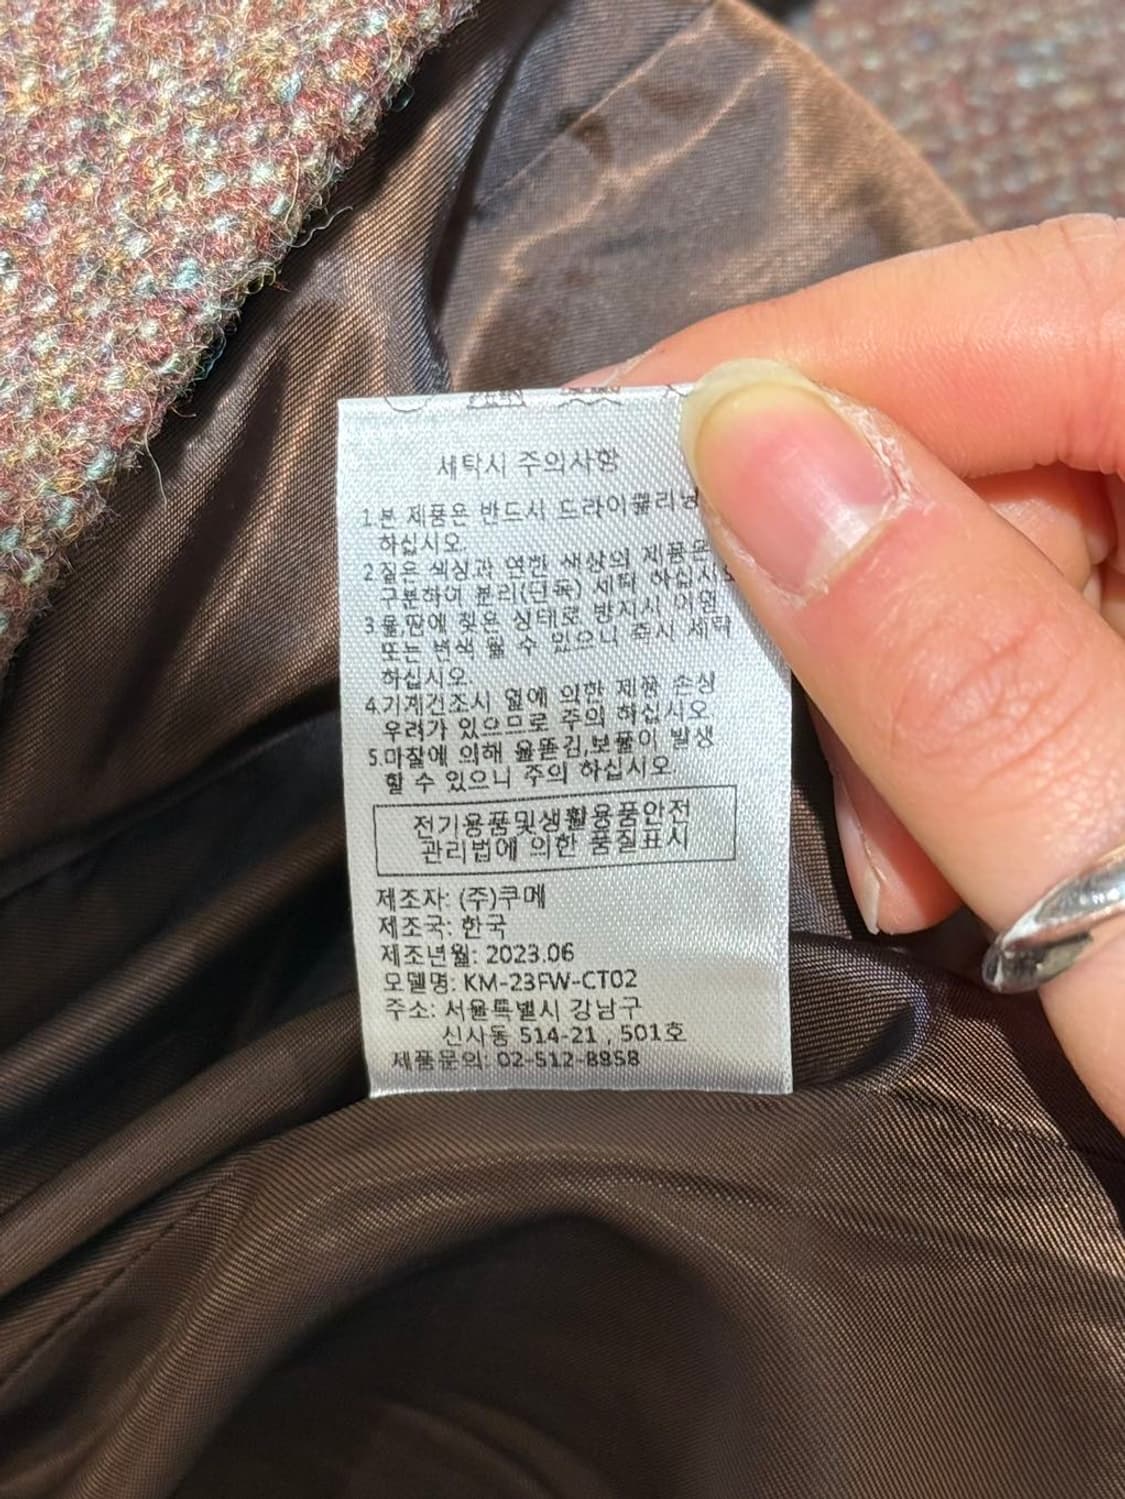 세탁시 주의사항
1.본 제품은 반드시 드라이클리닝
하십시오.
2.짙은 색상과 연한 색상의 제품은
구분하여 분리(단독) 세탁 하십시오
3.물,땀에 젖은 상태로 방치시 이염
또는 변색 될 수 있으니 즉시 세탁
하십시오.
4.기계건조시 열에 의한 제품 손상
우려가 있으므로 주의 하십시오.
5.마찰에 의해 올뜯긴,보풀이 발생
할 수 있으니 주의 하십시오.
전기용품및생활용품안전
관리법에 의한 품질표시
제조자: (주)쿠메
제조국: 한국
제조년월: 2023.06
모델명: KM-23FW-CT02
주소: 서울특별시 강남구
신사동 514-21 , 501호
제품문의: 02-512-8858